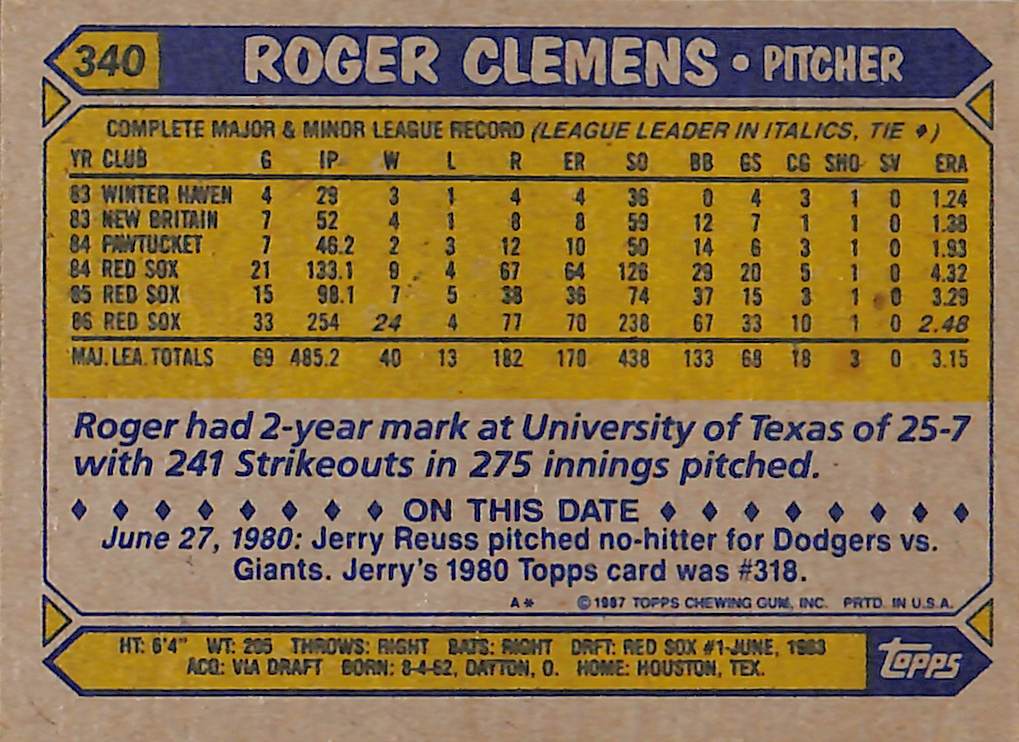 340 ROGER CLEMENS • PITCHER
COMPLETE MAJOR & MINOR LEAGUE RECORD (LEAGUE LEADER IN ITALICS, TIE ♦)
YR CLUB G IP W L R ER SO BB GS CG SHO SV ERA
83 WINTER HAVEN 4 29 3 1 4 4 36 0 4 3 1 0 1.24
83 NEW BRITAIN 7 52 4 1 8 8 59 12 7 1 1 0 1.38
84 PAWTUCKET 7 46.2 2 3 12 10 50 14 6 3 1 0 1.93
84 RED SOX 21 133.1 9 4 67 64 126 29 20 5 1 0 4.32
85 RED SOX 15 98.1 7 5 38 36 74 37 15 3 1 0 3.29
86 RED SOX 33 254 24 4 77 70 238 67 33 10 1 0 2.48
MAJ. LEA. TOTALS 69 485.2 40 13 182 170 438 133 68 18 3 0 3.15
Roger had 2-year mark at University of Texas of 25-7
with 241 Strikeouts in 275 innings pitched.
♦ ♦ ♦ ♦ ♦ ♦ ♦ ♦ ON THIS DATE ♦ ♦ ♦ ♦ ♦ ♦ ♦ ♦
June 27, 1980: Jerry Reuss pitched no-hitter for Dodgers vs.
Giants. Jerry's 1980 Topps card was #318.
A* © 1987 TOPPS CHEWING GUM, INC. PRTD. IN U.S.A.
HT: 6'4" WT: 205 THROWS: RIGHT BATS: RIGHT DRFT: RED SOX #1-JUNE, 1983
ACQ: VIA DRAFT BORN: 8-4-62, DAYTON, O. HOME: HOUSTON, TEX.
topps